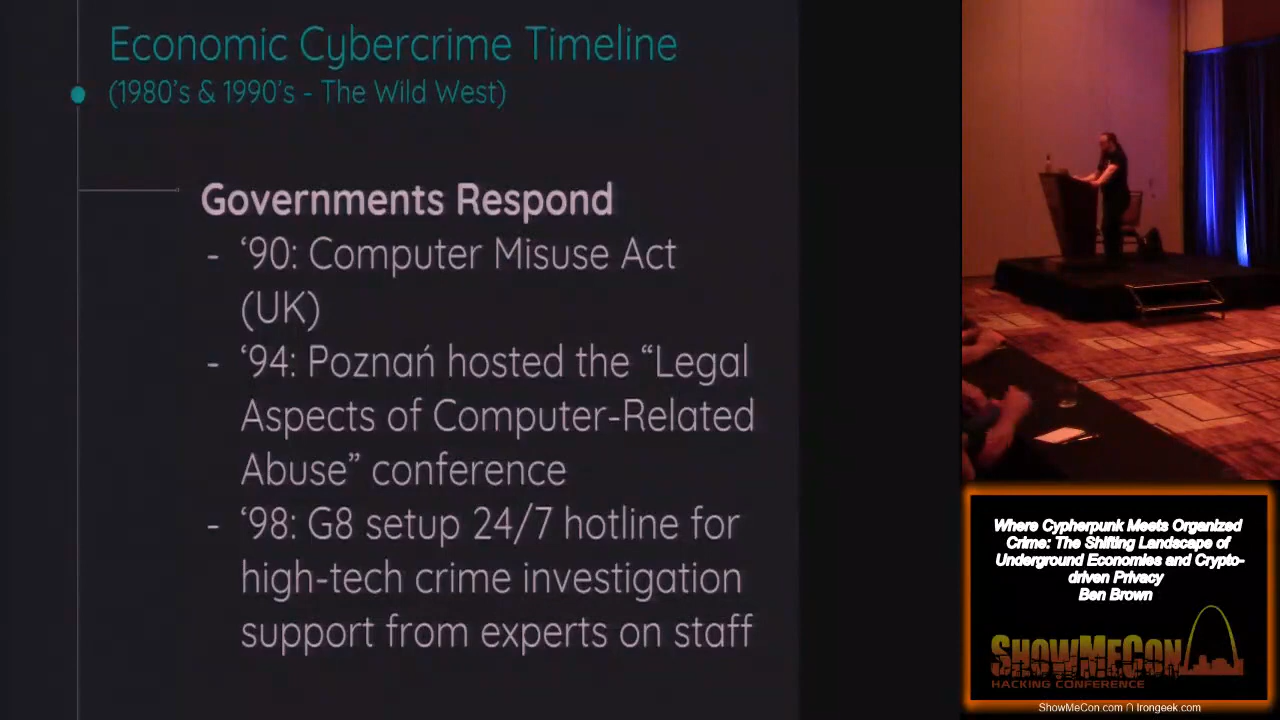 Economic Cybercrime Timeline
(1980's & 1990's - The Wild West)
Governments Respond
- ‘90: Computer Misuse Act
(UK)
- ‘94: Poznań hosted the “Legal
Aspects of Computer-Related
Abuse” conference
- ‘98: G8 setup 24/7 hotline for
high-tech crime investigation
support from experts on staff
Where Cypherpunk Meets Organized
Crime: The Shifting Landscape of
Underground Economies and Crypto-
driven Privacy
Ben Brown
ShowMeCon
HACKING CONFERENCE
ShowMeCon.com ∩ Irongeek.com